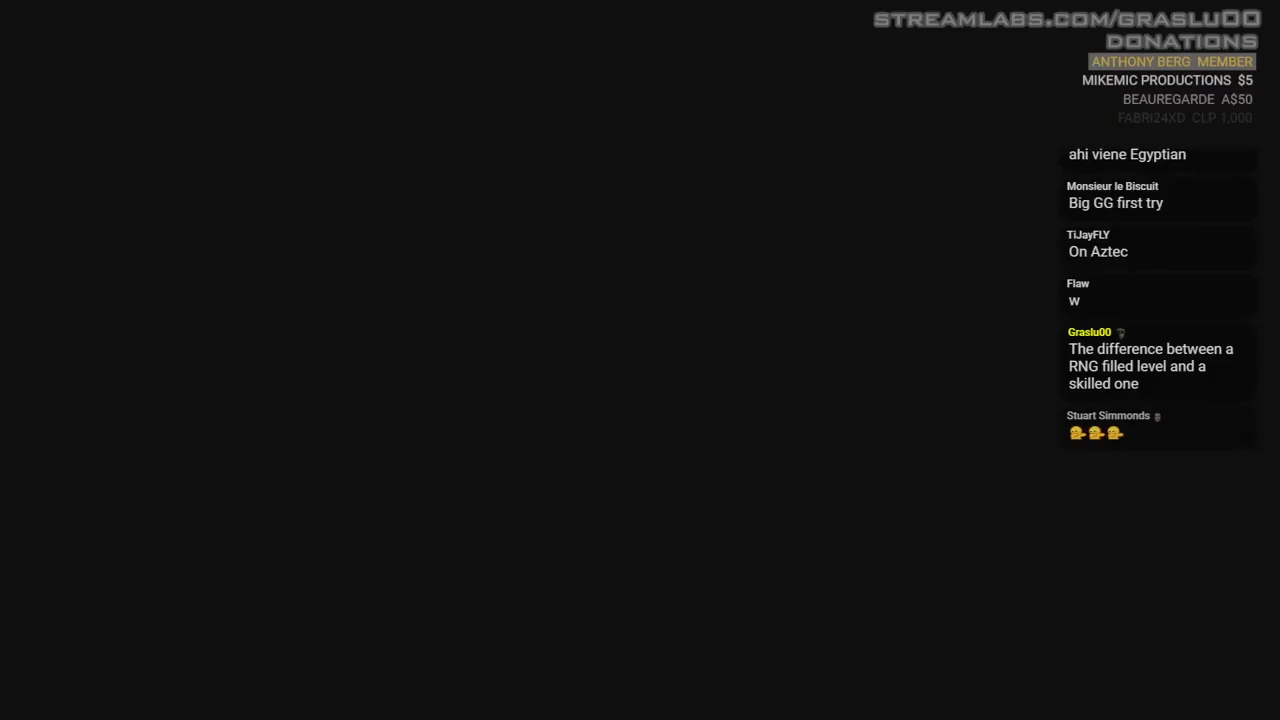 STREAMLABS.COM/GRASLU00
DONATIONS
ANTHONY BERG MEMBER
MIKEMIC PRODUCTIONS $5
BEAUREGARDE A$50
FABRI24XD CLP 1,000
ahi viene Egyptian
Monsieur le Biscuit
Big GG first try
TiJayFLY
On Aztec
Flaw
w
Graslu00
The difference between a
RNG filled level and a
skilled one
Stuart Simmonds